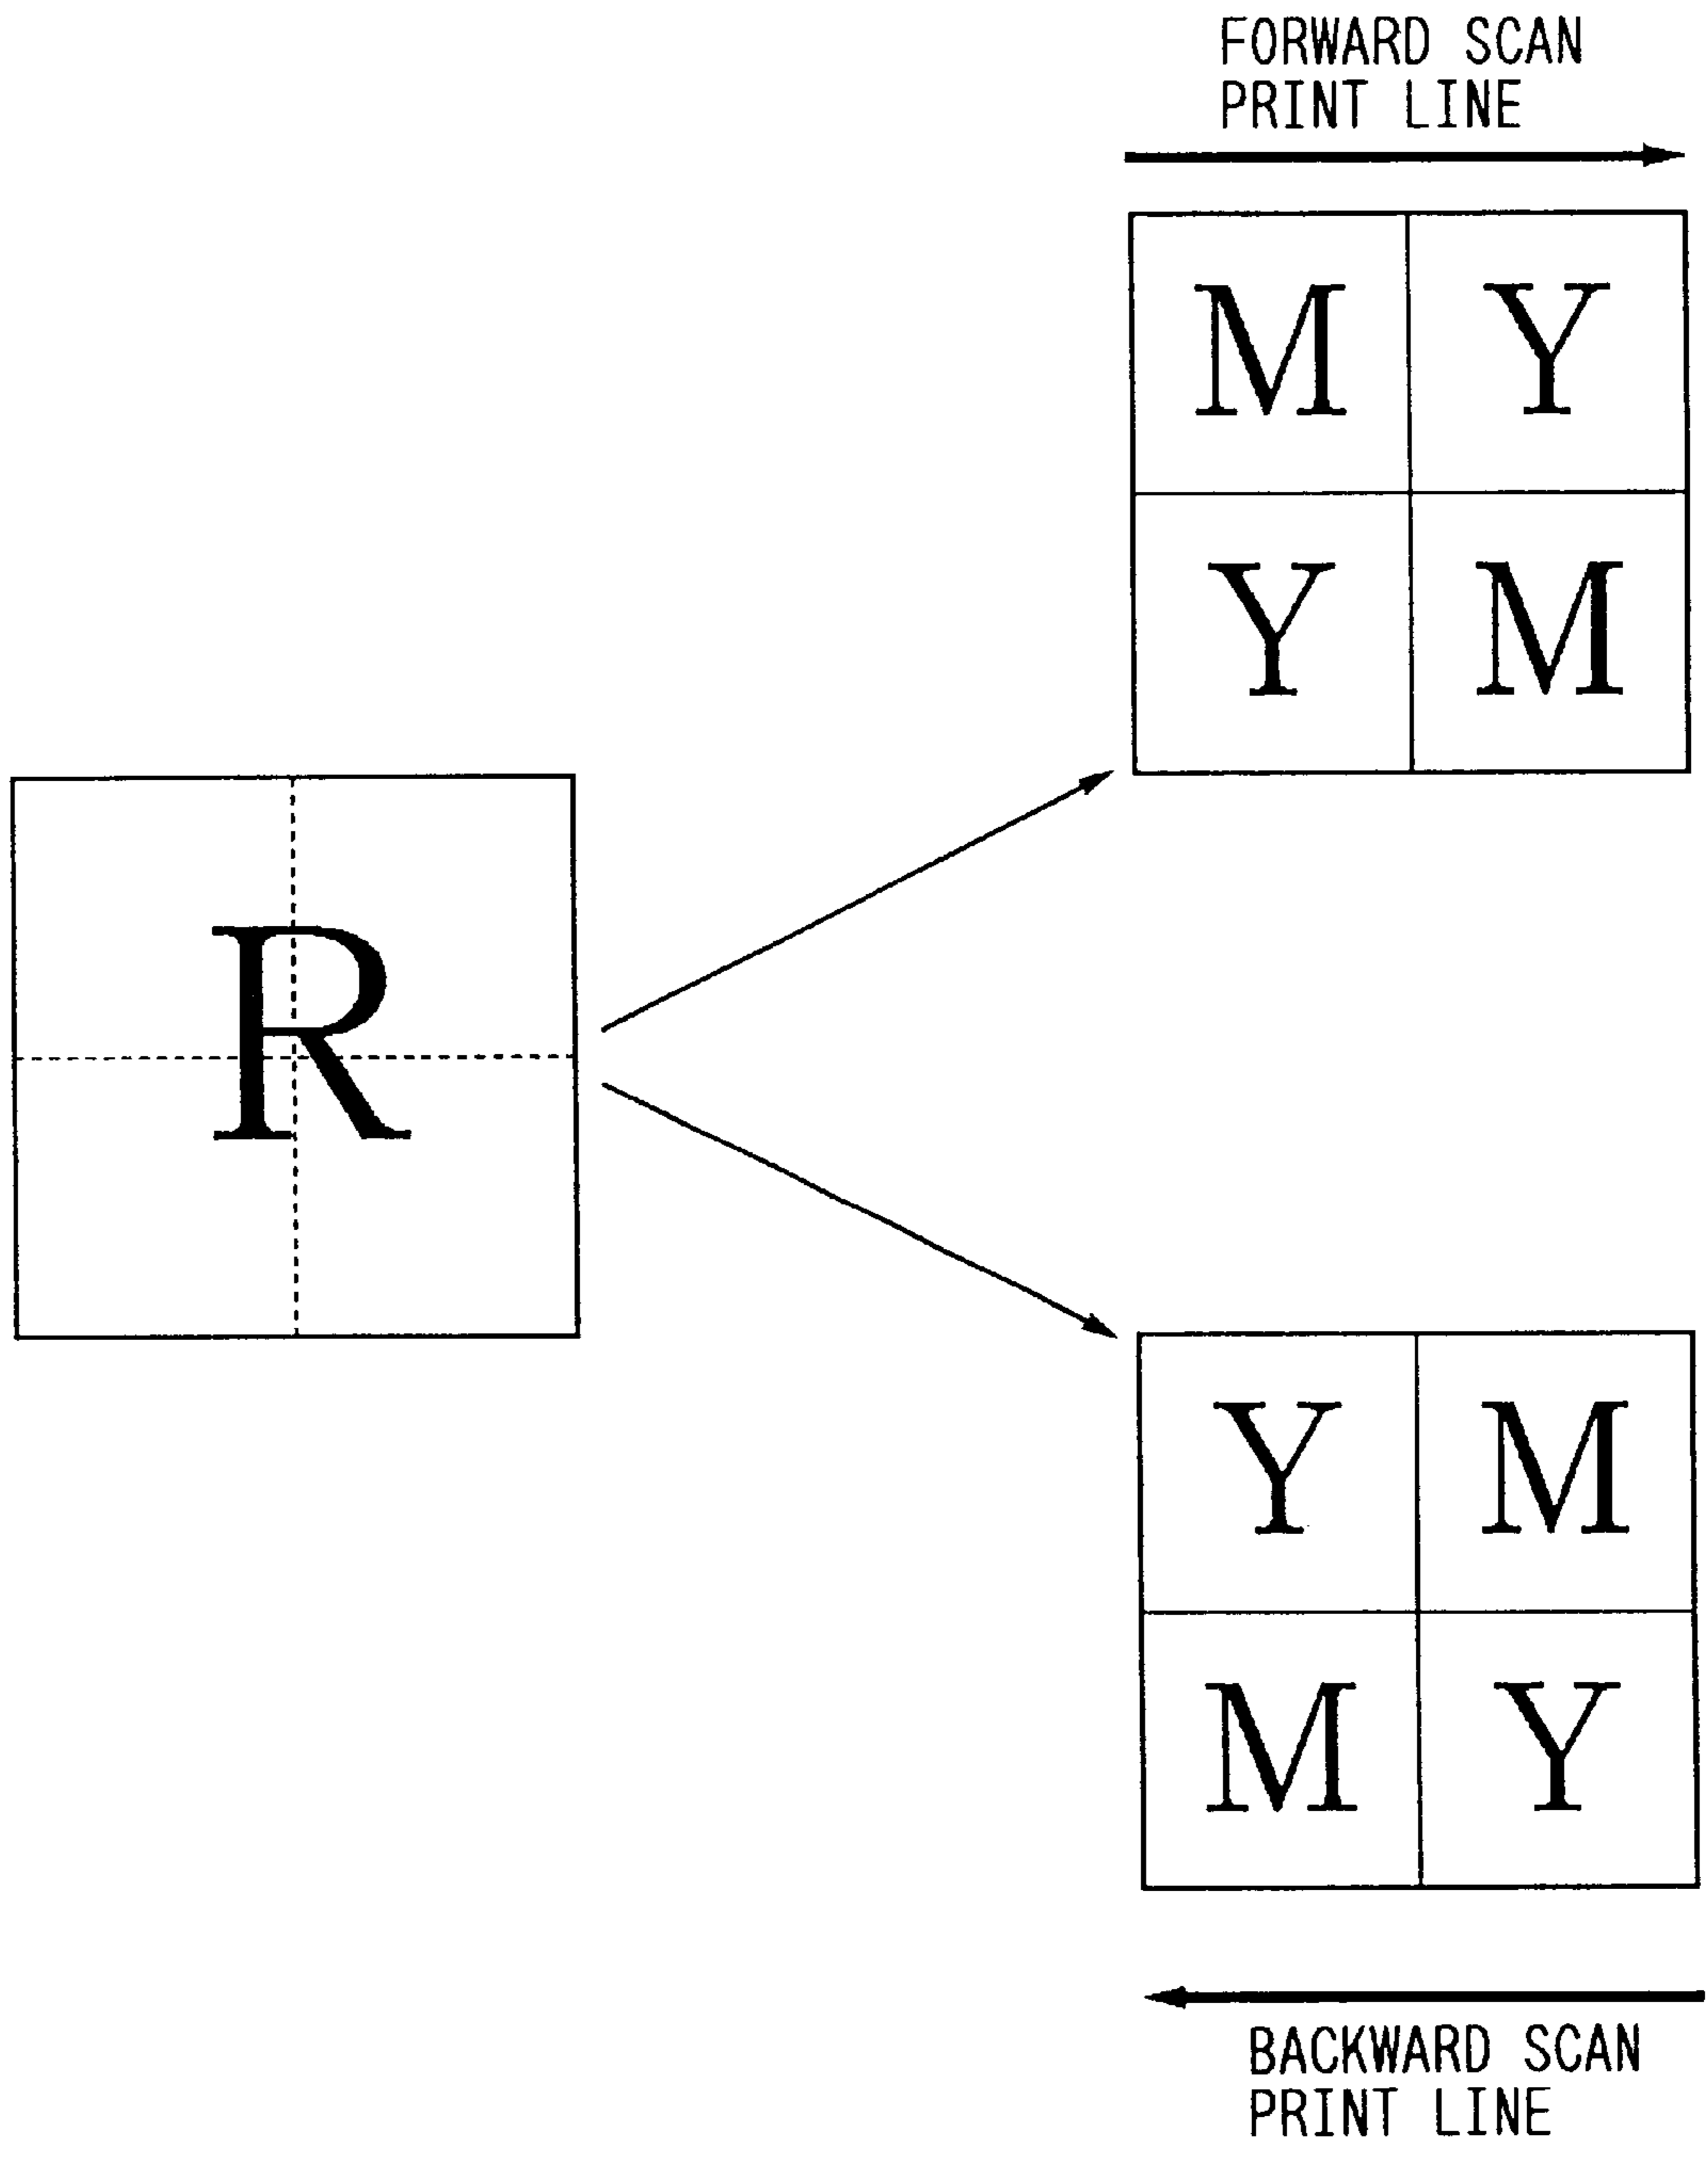 FORWARD SCAN
PRINT LINE
M Y
Y M
R
Y M
M Y
BACKWARD SCAN
PRINT LINE